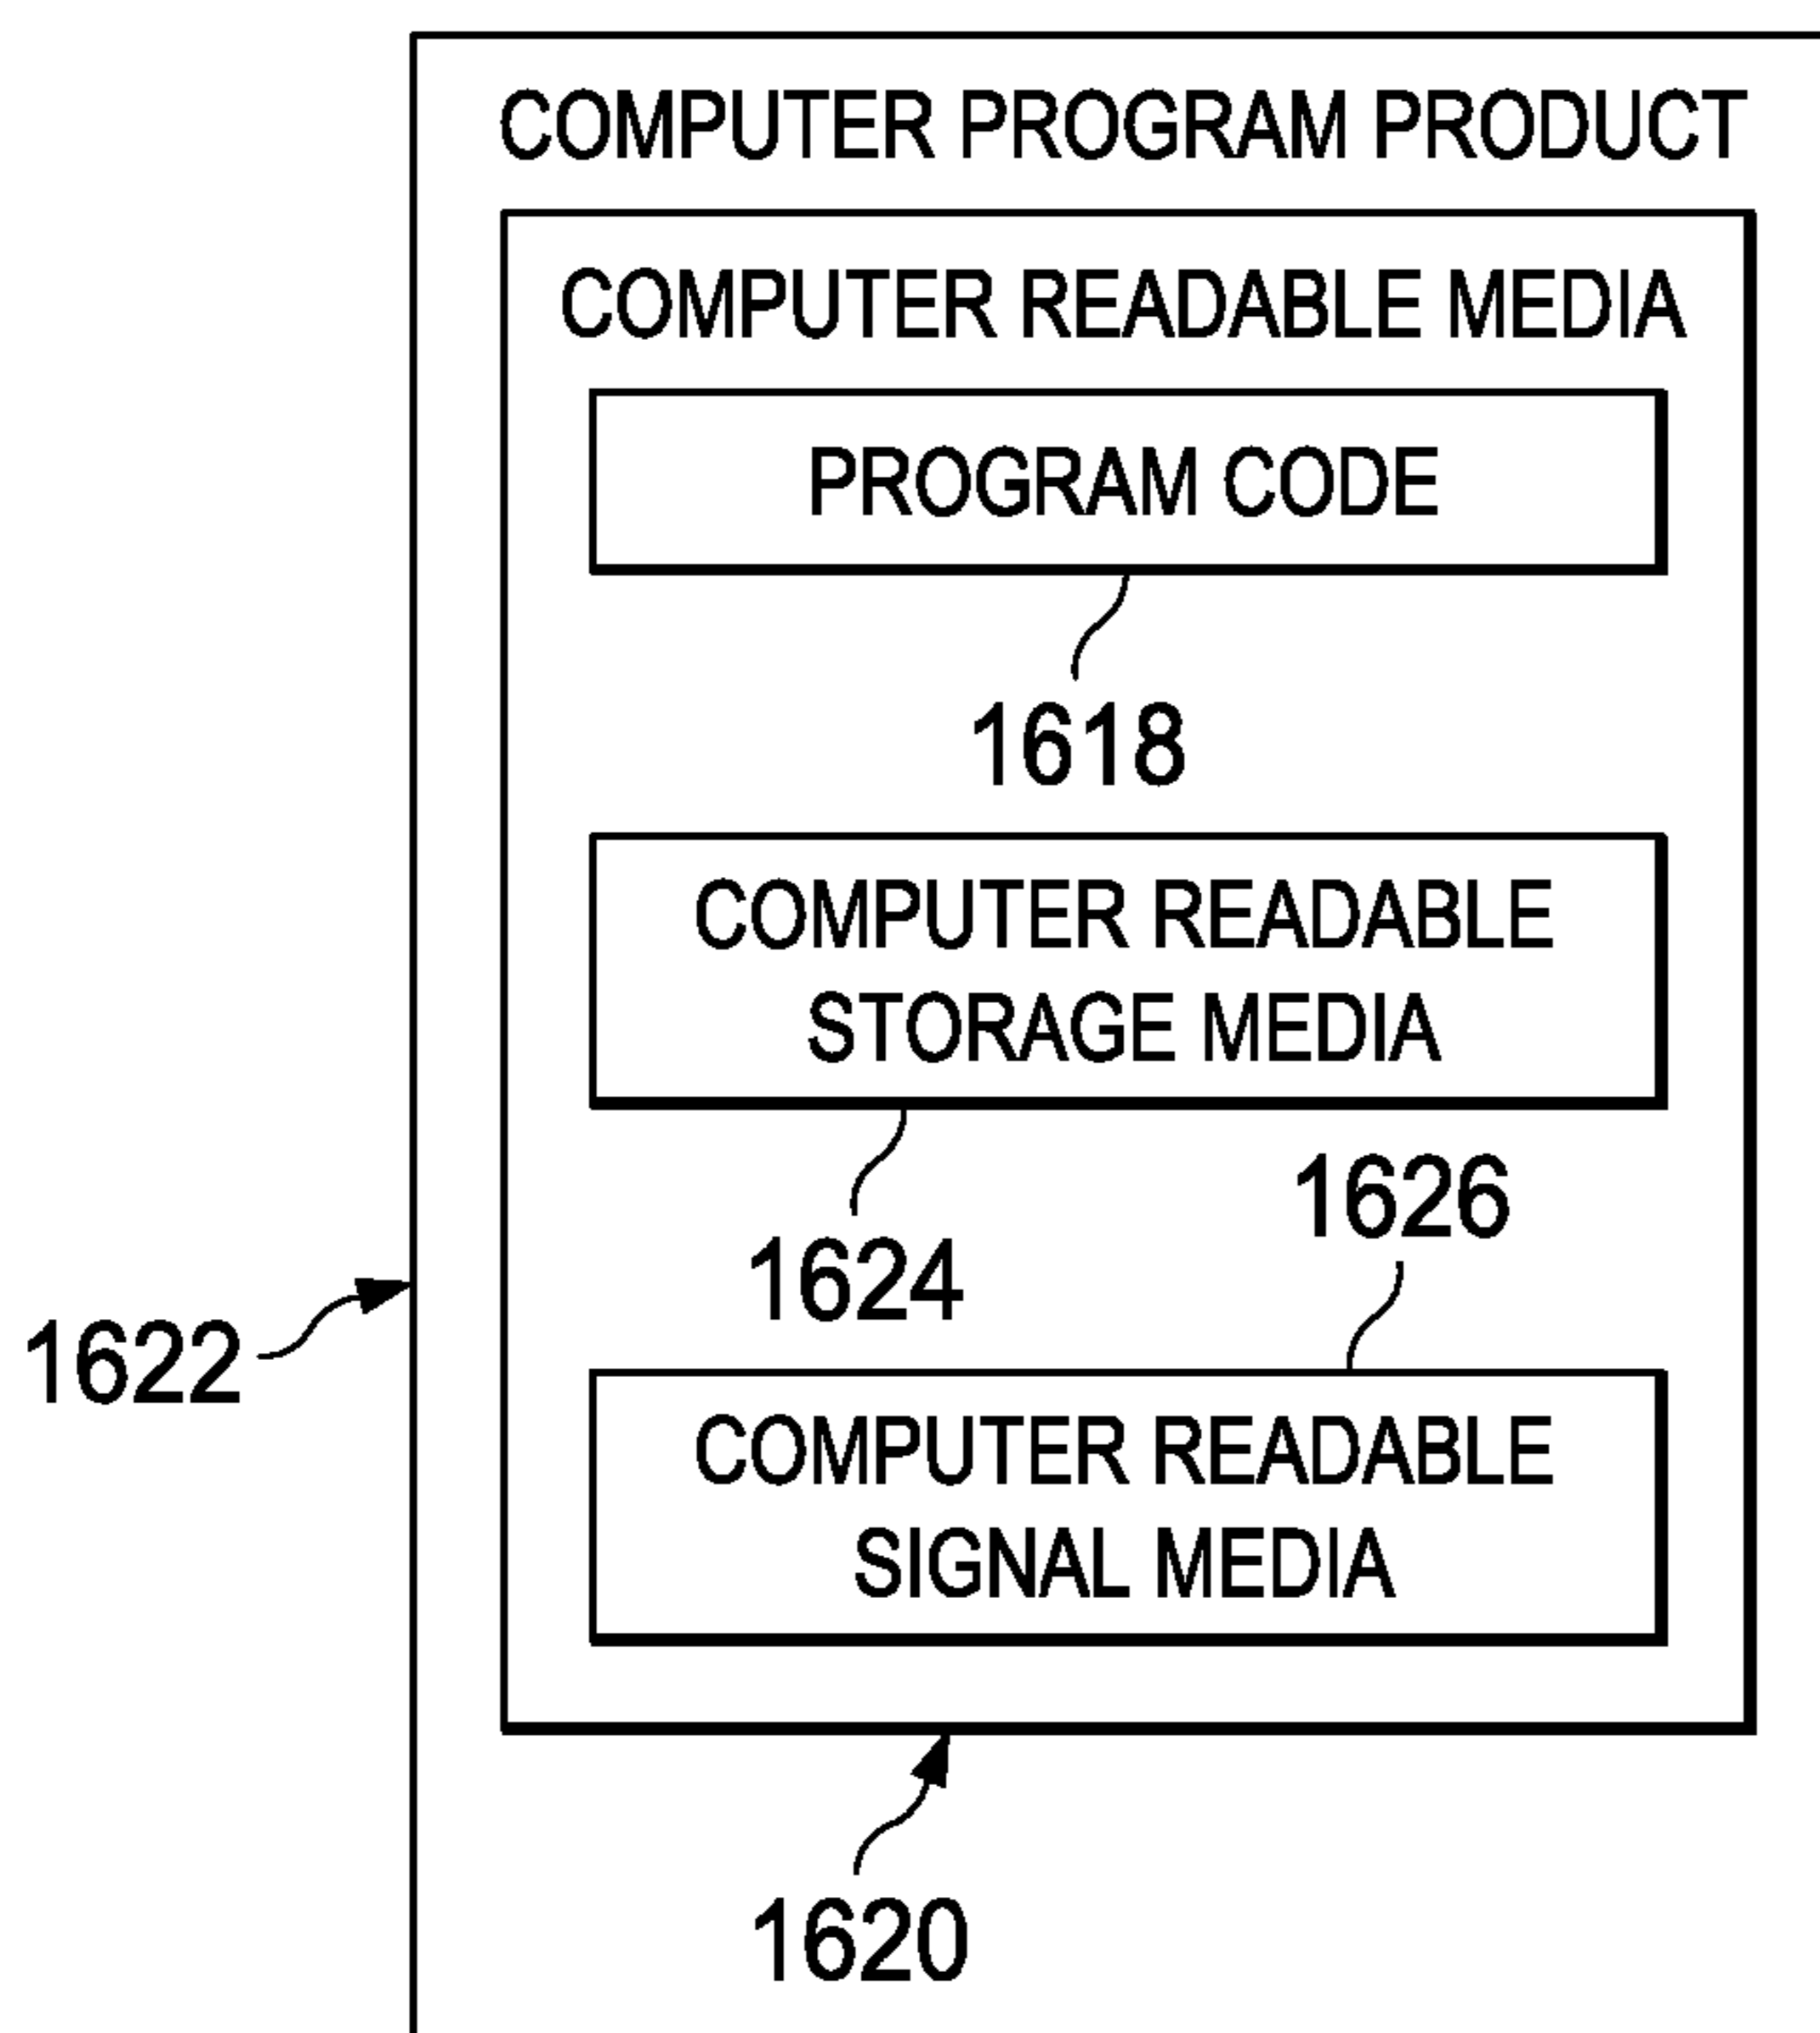 COMPUTER PROGRAM PRODUCT
COMPUTER READABLE MEDIA
PROGRAM CODE
1618
COMPUTER READABLE
STORAGE MEDIA
1626
1624
1622
COMPUTER READABLE
SIGNAL MEDIA
1620